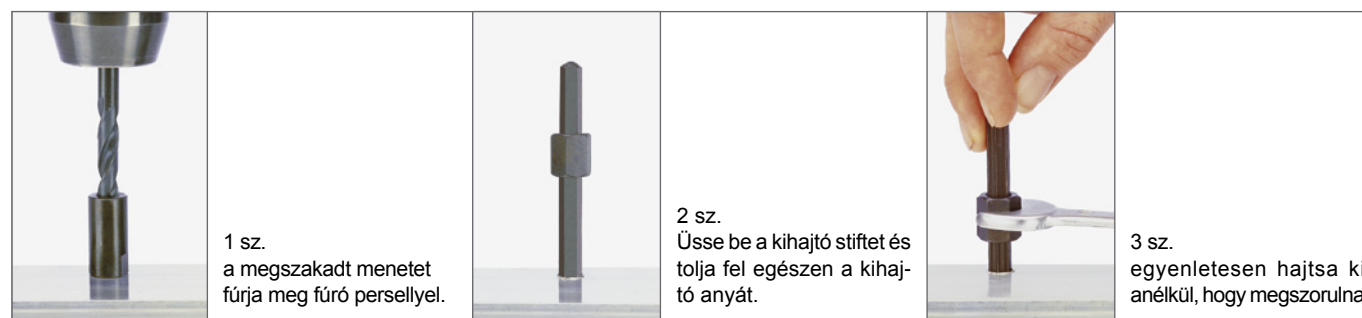 1 sz.
a megszakadt menetet
fúrja meg fúró persellyel.
2 sz.
Üsse be a kihajtó stiftet és
tolja fel egészen a kihaj-
tó anyát.
3 sz.
egyenletesen hajtsa ki
anélkül, hogy megszorulna